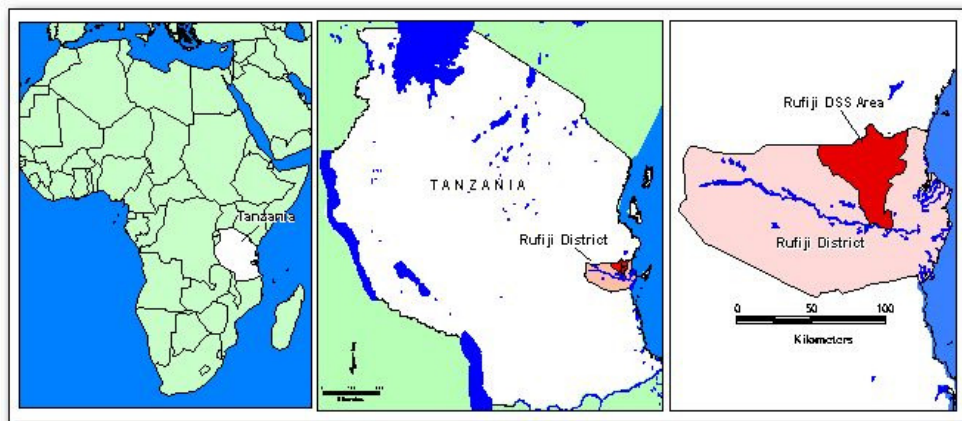 Tanzania
TANZANIA
Rufiji District
Rufiji DSS Area
Rufiji District
0 50 100
Kilometers